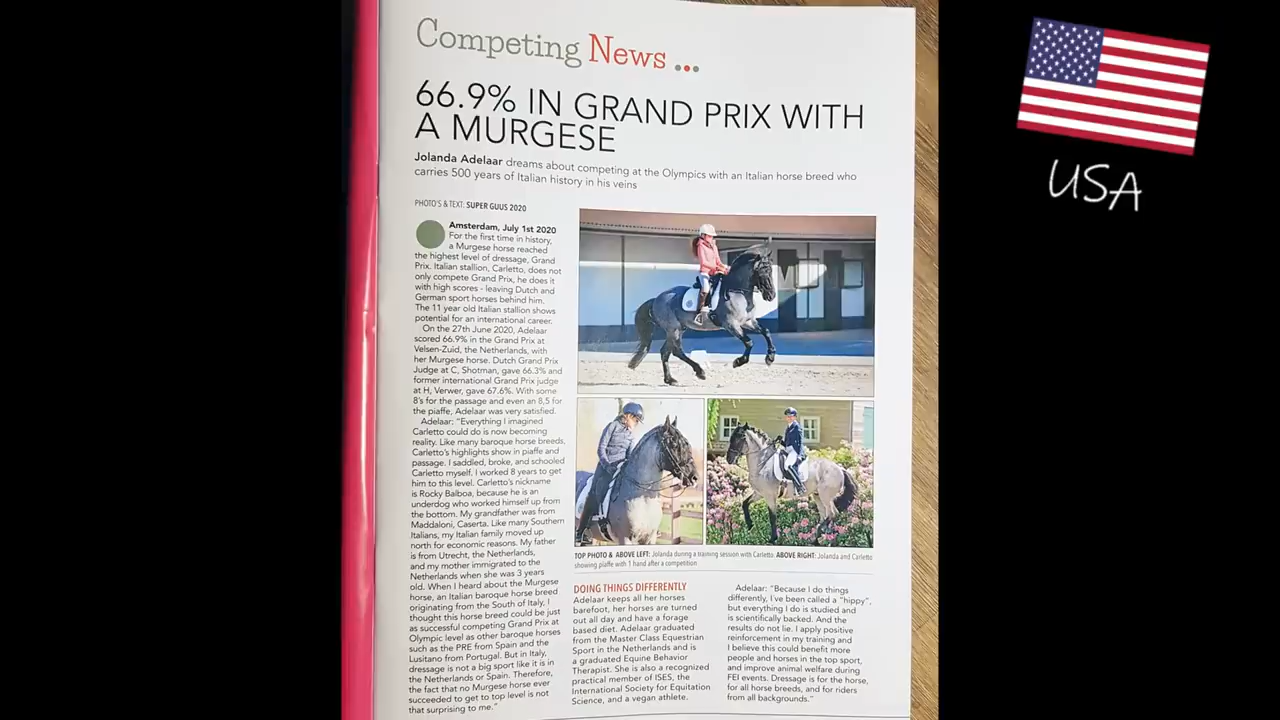 Competing News ...
66.9% IN GRAND PRIX WITH
A MURGESE
Jolanda Adelaar dreams about competing at the Olympics with an Italian horse breed who
carries 500 years of Italian history in his veins
PHOTO'S & TEXT: SUPER GUUS 2020
Amsterdam, July 1st 2020
For the first time in history,
a Murgese horse reached
the highest level of dressage, Grand
Prix. Italian stallion, Carletto, does not
only compete Grand Prix, he does it
with high scores - leaving Dutch and
German sport horses behind him.
The 11 year old Italian stallion shows
potential for an international career.
On the 27th June 2020, Adelaar
scored 66.9% in the Grand Prix at
Velsen-Zuid, the Netherlands, with
her Murgese horse. Dutch Grand Prix
Judge at C, Shotman, gave 66.3% and
former international Grand Prix judge
at H, Verwer, gave 67.6%. With some
8's for the passage and even an 8,5 for
the piaffe, Adelaar was very satisfied.
Adelaar: "Everything I imagined
Carletto could do is now becoming
reality. Like many baroque horse breeds,
Carletto's highlights show in piaffe and
passage. I saddled, broke, and schooled
Carletto myself. I worked 8 years to get
him to this level. Carletto's nickname
is Rocky Balboa, because he is an
underdog who worked himself up from
the bottom. My grandfather was from
Maddaloni, Caserta. Like many Southern
Italians, my Italian family moved up
north for economic reasons. My father
is from Utrecht, the Netherlands,
and my mother immigrated to the
Netherlands when she was 3 years
old. When I heard about the Murgese
horse, an Italian baroque horse breed
originating from the South of Italy, I
thought this horse breed could be just
as successful competing Grand Prix at
Olympic level as other baroque horses
such as the PRE from Spain and the
Lusitano from Portugal. But in Italy,
dressage is not a big sport like it is in
the Netherlands or Spain. Therefore,
the fact that no Murgese horse ever
succeeded to get to top level is not
that surprising to me."
TOP PHOTO & ABOVE LEFT: Jolanda during a training session with Carletto. ABOVE RIGHT: Jolanda and Carletto
showing piaffe with 1 hand after a competition
DOING THINGS DIFFERENTLY
Adelaar keeps all her horses
barefoot, her horses are turned
out all day and have a forage
based diet. Adelaar graduated
from the Master Class Equestrian
Sport in the Netherlands and is
a graduated Equine Behavior
Therapist. She is also a recognized
practical member of ISES, the
International Society for Equitation
Science, and a vegan athlete.
Adelaar: "Because I do things
differently, I've been called a "hippy",
but everything I do is studied and
is scientifically backed. And the
results do not lie. I apply positive
reinforcement in my training and
I believe this could benefit more
people and horses in the top sport,
and improve animal welfare during
FEI events. Dressage is for the horse,
for all horse breeds, and for riders
from all backgrounds."
USA